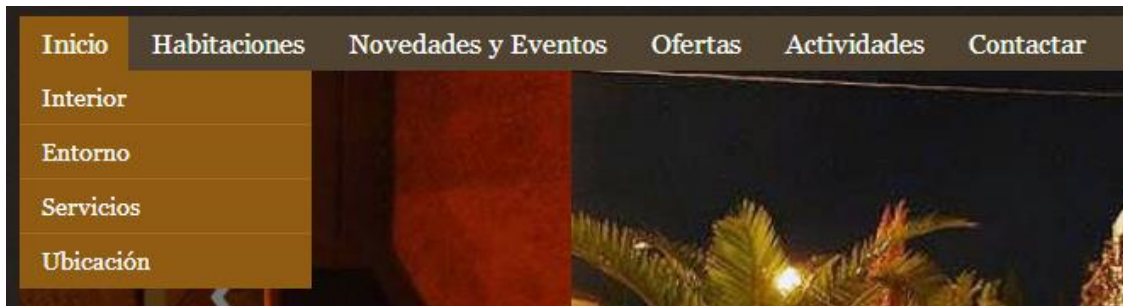 Inicio Habitaciones Novedades y Eventos Ofertas Actividades Contactar
Interior
Entorno
Servicios
Ubicación